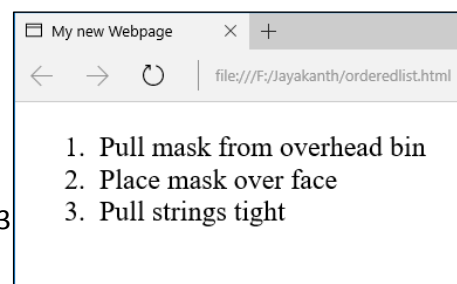 My new Webpage
file:///F:/Jayakanth/orderedlist.html
1. Pull mask from overhead bin
2. Place mask over face
3. Pull strings tight
3